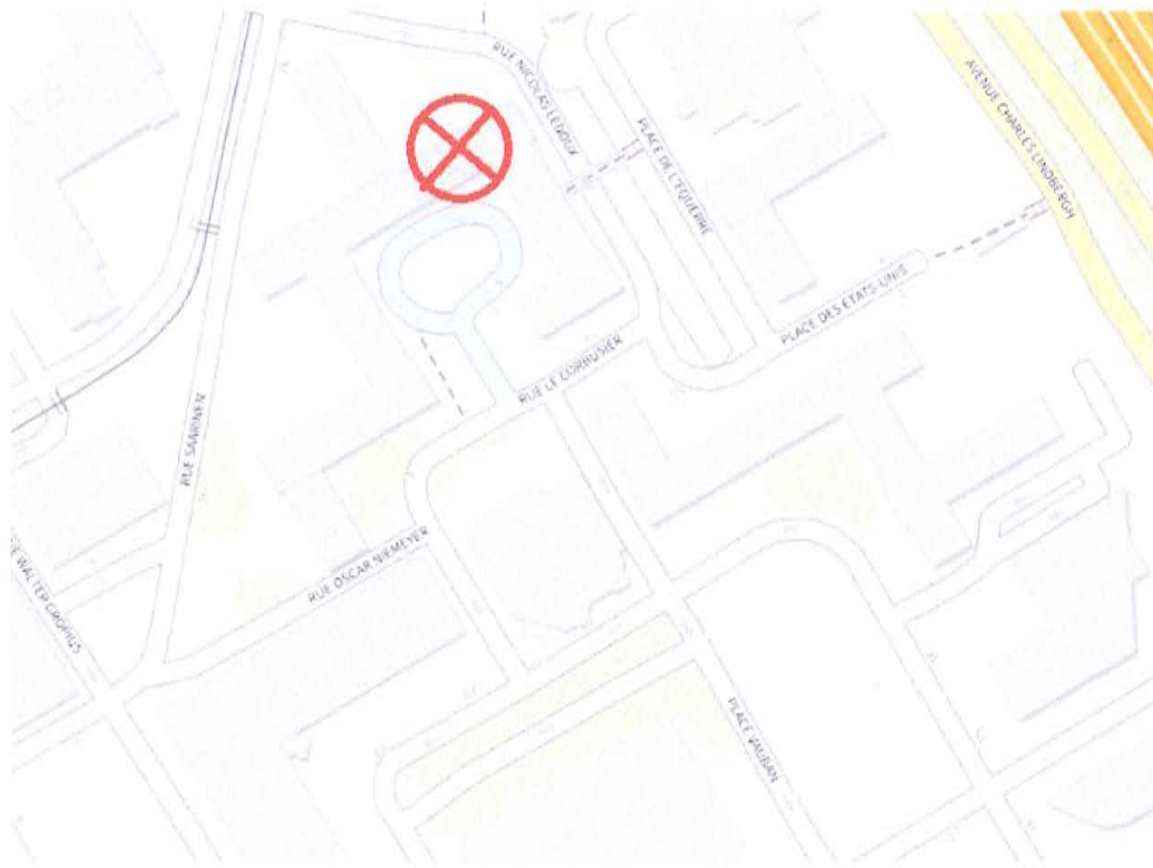 RUE NICOLAS LEDOUX
AVENUE CHARLES LINDBERGH
PLACE DE L'EQUERRE
PLACE DES ETATS-UNIS
RUE LE CORBUSIER
RUE SAARINEN
RUE OSCAR NIEMEYER
WALTER GROPIUS
PLACE VAUBAN